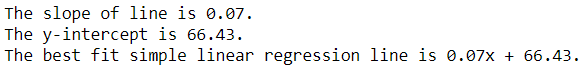 The slope of line is 0.07.
The y-intercept is 66.43.
The best fit simple linear regression line is 0.07x + 66.43.